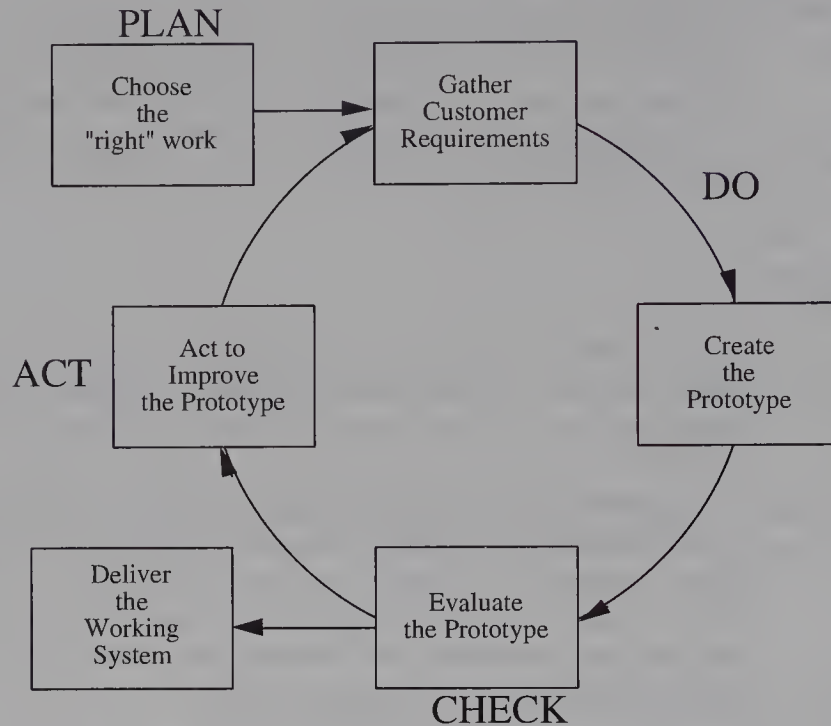 PLAN
Choose
the
"right" work
Gather
Customer
Requirements
DO
Create
the
Prototype
Evaluate
the Prototype
CHECK
Act to
Improve
the Prototype
ACT
Deliver
the
Working
System